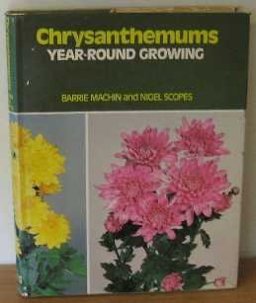 Chrysanthemums
YEAR-ROUND GROWING
BARRIE MACHIN and NIGEL SCOPES